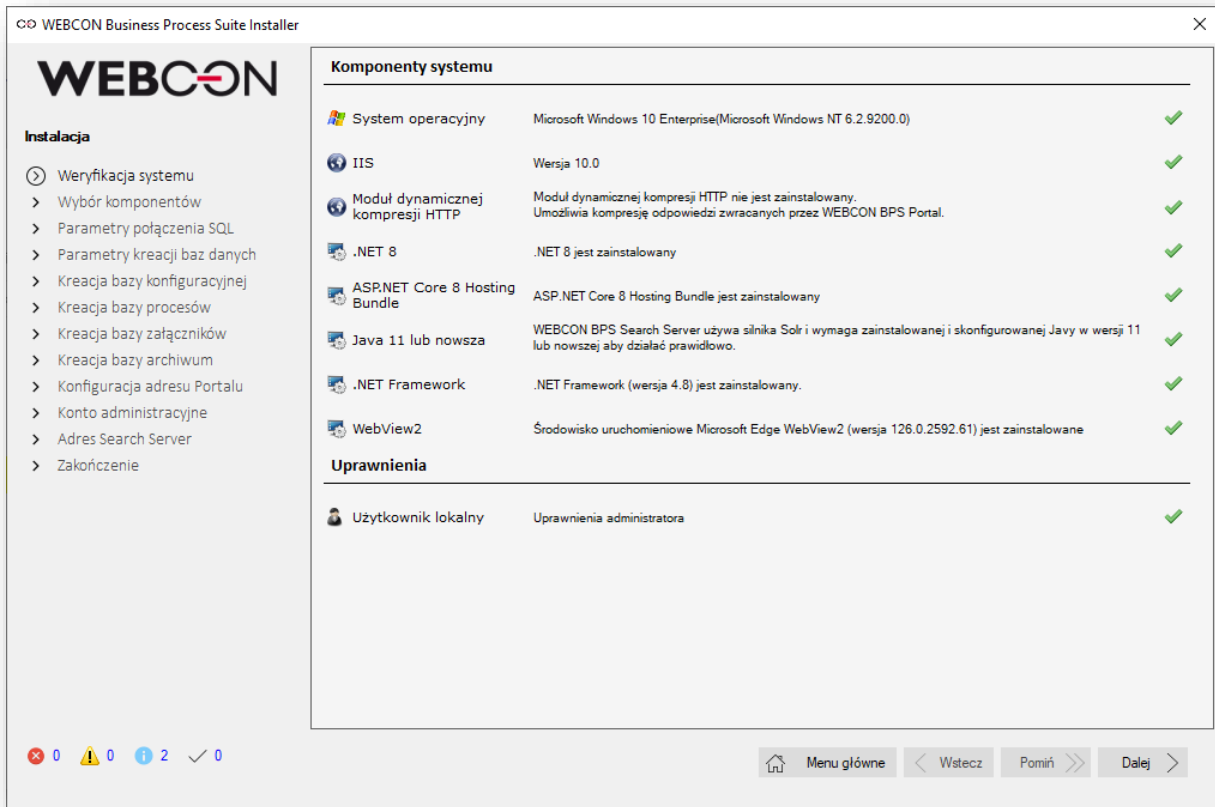 WEBCON Business Process Suite Installer
WEBCON
Instalacja
Weryfikacja systemu
Wybór komponentów
Parametry połączenia SQL
Parametry kreacji baz danych
Kreacja bazy konfiguracyjnej
Kreacja bazy procesów
Kreacja bazy załączników
Kreacja bazy archiwum
Konfiguracja adresu Portalu
Konto administracyjne
Adres Search Server
Zakończenie
Komponenty systemu
System operacyjny
Microsoft Windows 10 Enterprise(Microsoft Windows NT 6.2.9200.0)
IIS
Wersja 10.0
Moduł dynamicznej
kompresji HTTP
Moduł dynamicznej kompresji HTTP nie jest zainstalowany.
Umożliwia kompresję odpowiedzi zwracanych przez WEBCON BPS Portal.
.NET 8
.NET 8 jest zainstalowany
ASP.NET Core 8 Hosting
Bundle
ASP.NET Core 8 Hosting Bundle jest zainstalowany
Java 11 lub nowsza
WEBCON BPS Search Server używa silnika Solr i wymaga zainstalowanej i skonfigurowanej Javy w wersji 11
lub nowszej aby działać prawidłowo.
.NET Framework
.NET Framework (wersja 4.8) jest zainstalowany.
WebView2
Środowisko uruchomieniowe Microsoft Edge WebView2 (wersja 126.0.2592.61) jest zainstalowane
Uprawnienia
Użytkownik lokalny
Uprawnienia administratora
0 0 2 0
Menu główne
Wstecz
Pomiń
Dalej